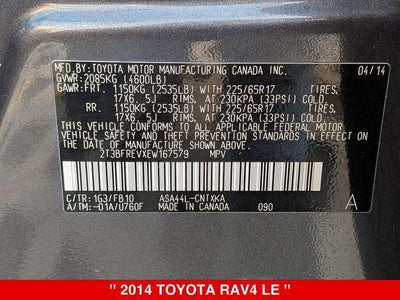 MFD.BY:TOYOTA MOTOR MANUFACTURING CANADA INC. 04/14
GVWR:2085KG (4600LB)
GAWR:FRT. 1150KG (2535LB) WITH 225/65R17 TIRES,
17X6. 5J RIMS, AT 230KPA (33PSI) COLD.
RR. 1150KG (2535LB) WITH 225/65R17 TIRES,
17X6. 5J RIMS, AT 230KPA (33PSI) COLD.
THIS VEHICLE CONFORMS TO ALL APPLICABLE FEDERAL
MOTOR VEHICLE SAFETY, BUMPER, AND THEFT
PREVENTION STANDARDS IN EFFECT ON THE DATE OF
MANUFACTURE SHOWN ABOVE.
2T3BFREVXEW167579 MPV
C/TR:1G3/FB10 ASA44L-CNTXKA
A/TM:-01A/U760F MADE IN CANADA 090 A
" 2014 TOYOTA RAV4 LE "